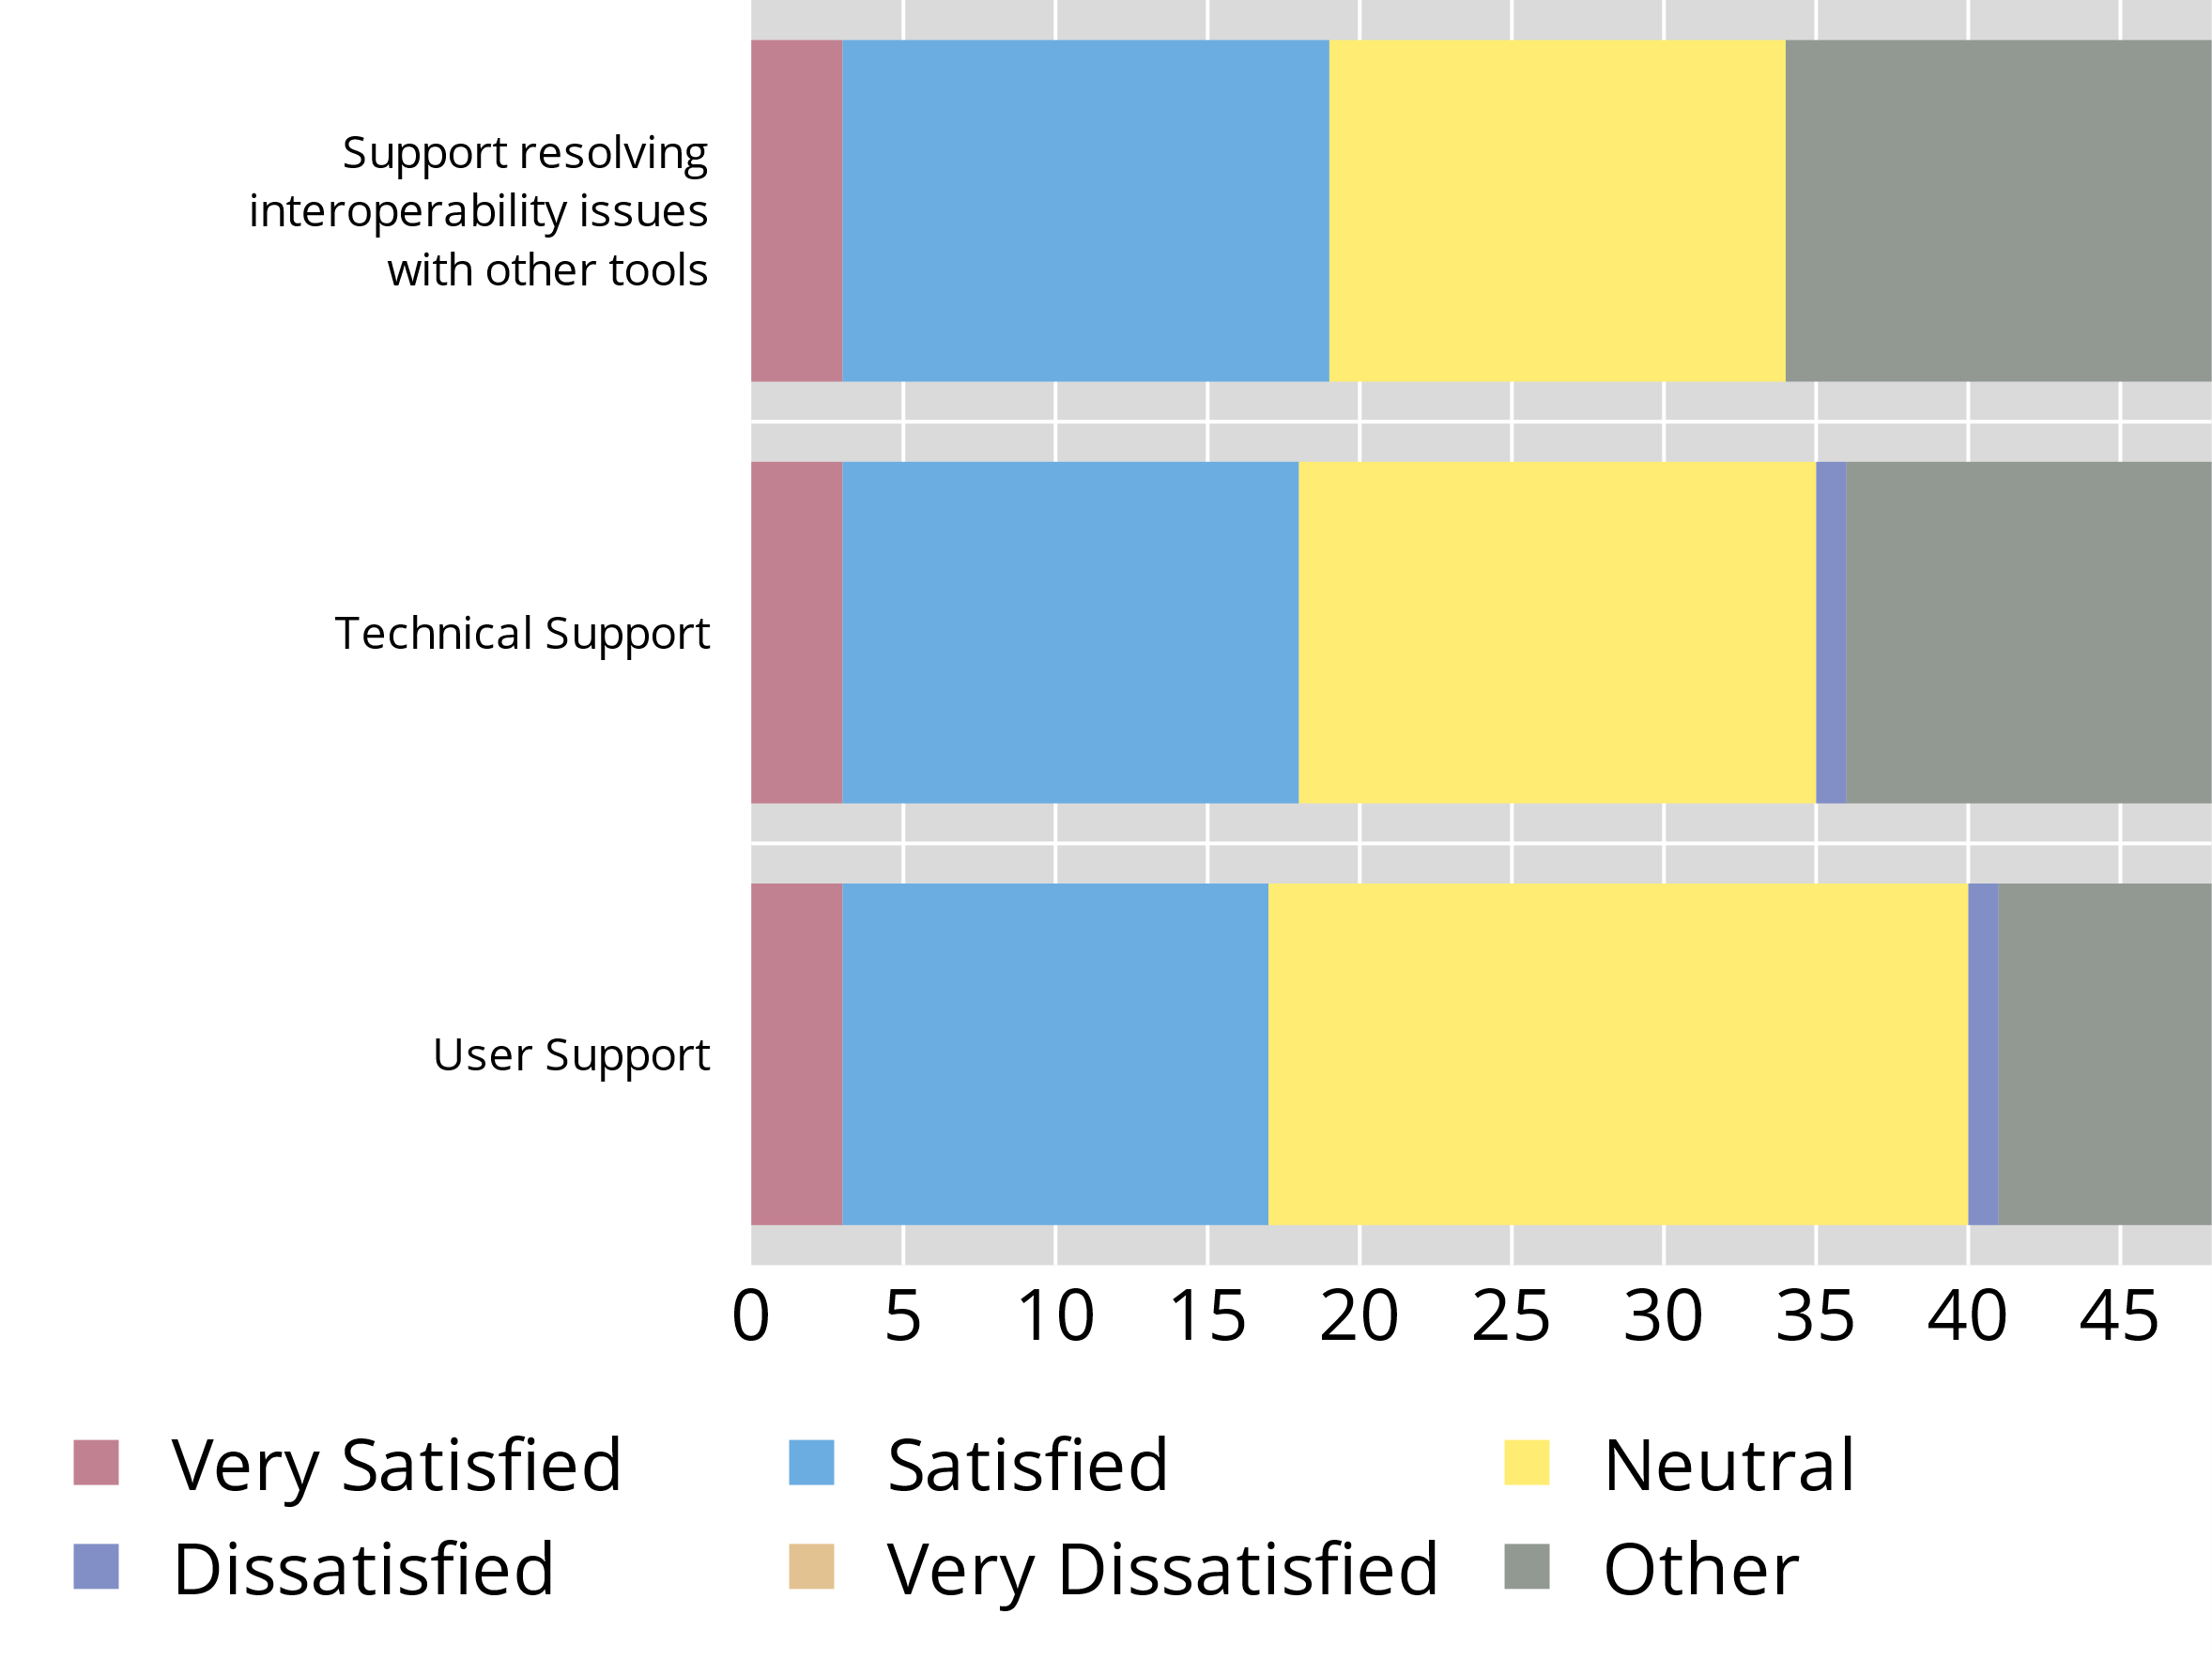 Support resolving
interoperability issues
with other tools
Technical Support
User Support
0 5 10 15 20 25 30 35 40 45
Very Satisfied Satisfied Neutral
Dissatisfied Very Dissatisfied Other